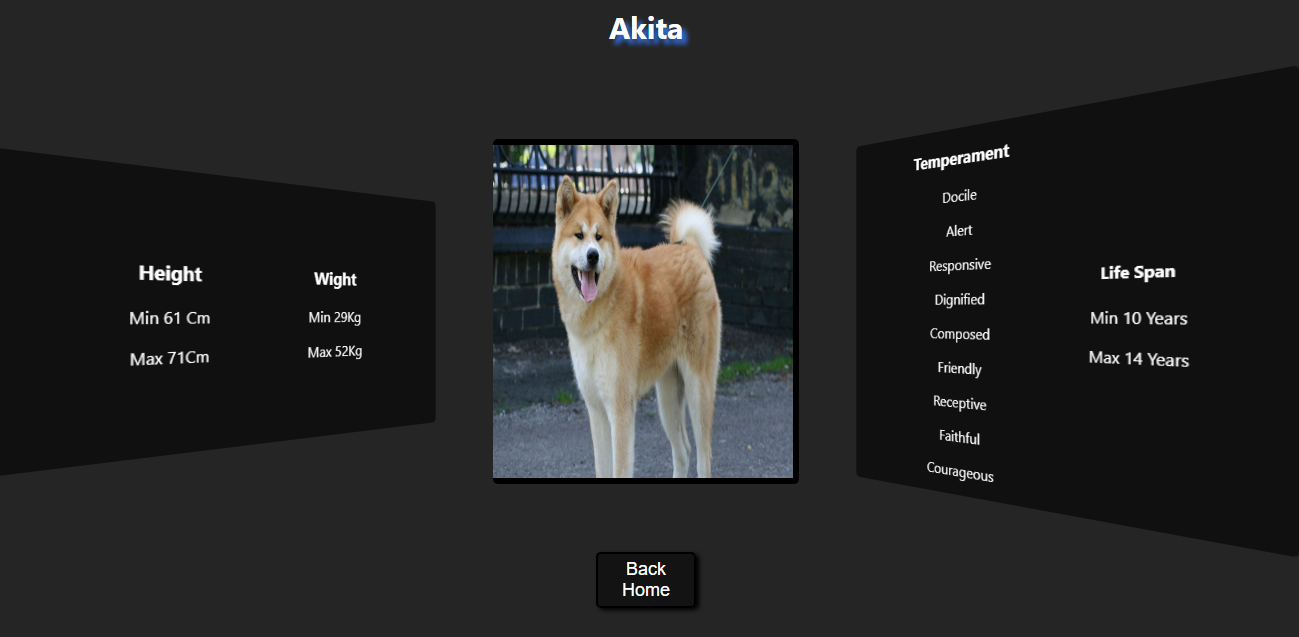 Akita
Height
Min 61 Cm
Max 71Cm
Wight
Min 29Kg
Max 52Kg
Temperament
Docile
Alert
Responsive
Dignified
Composed
Friendly
Receptive
Faithful
Courageous
Life Span
Min 10 Years
Max 14 Years
Back
Home